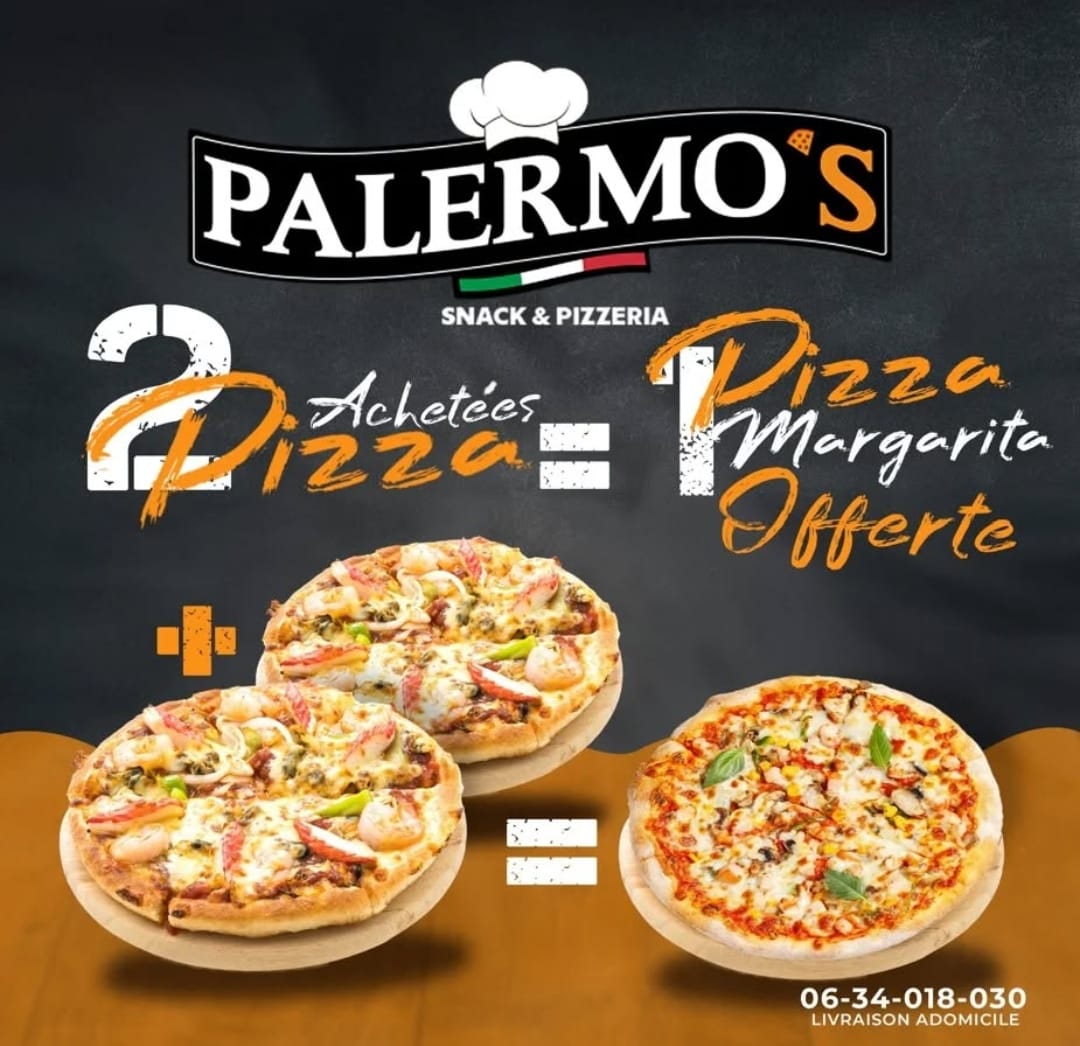 PALERMO'S
SNACK & PIZZERIA
2 Pizza Achetées = 1 Pizza Margarita Offerte
+
=
06-34-018-030
LIVRAISON ADOMICILE